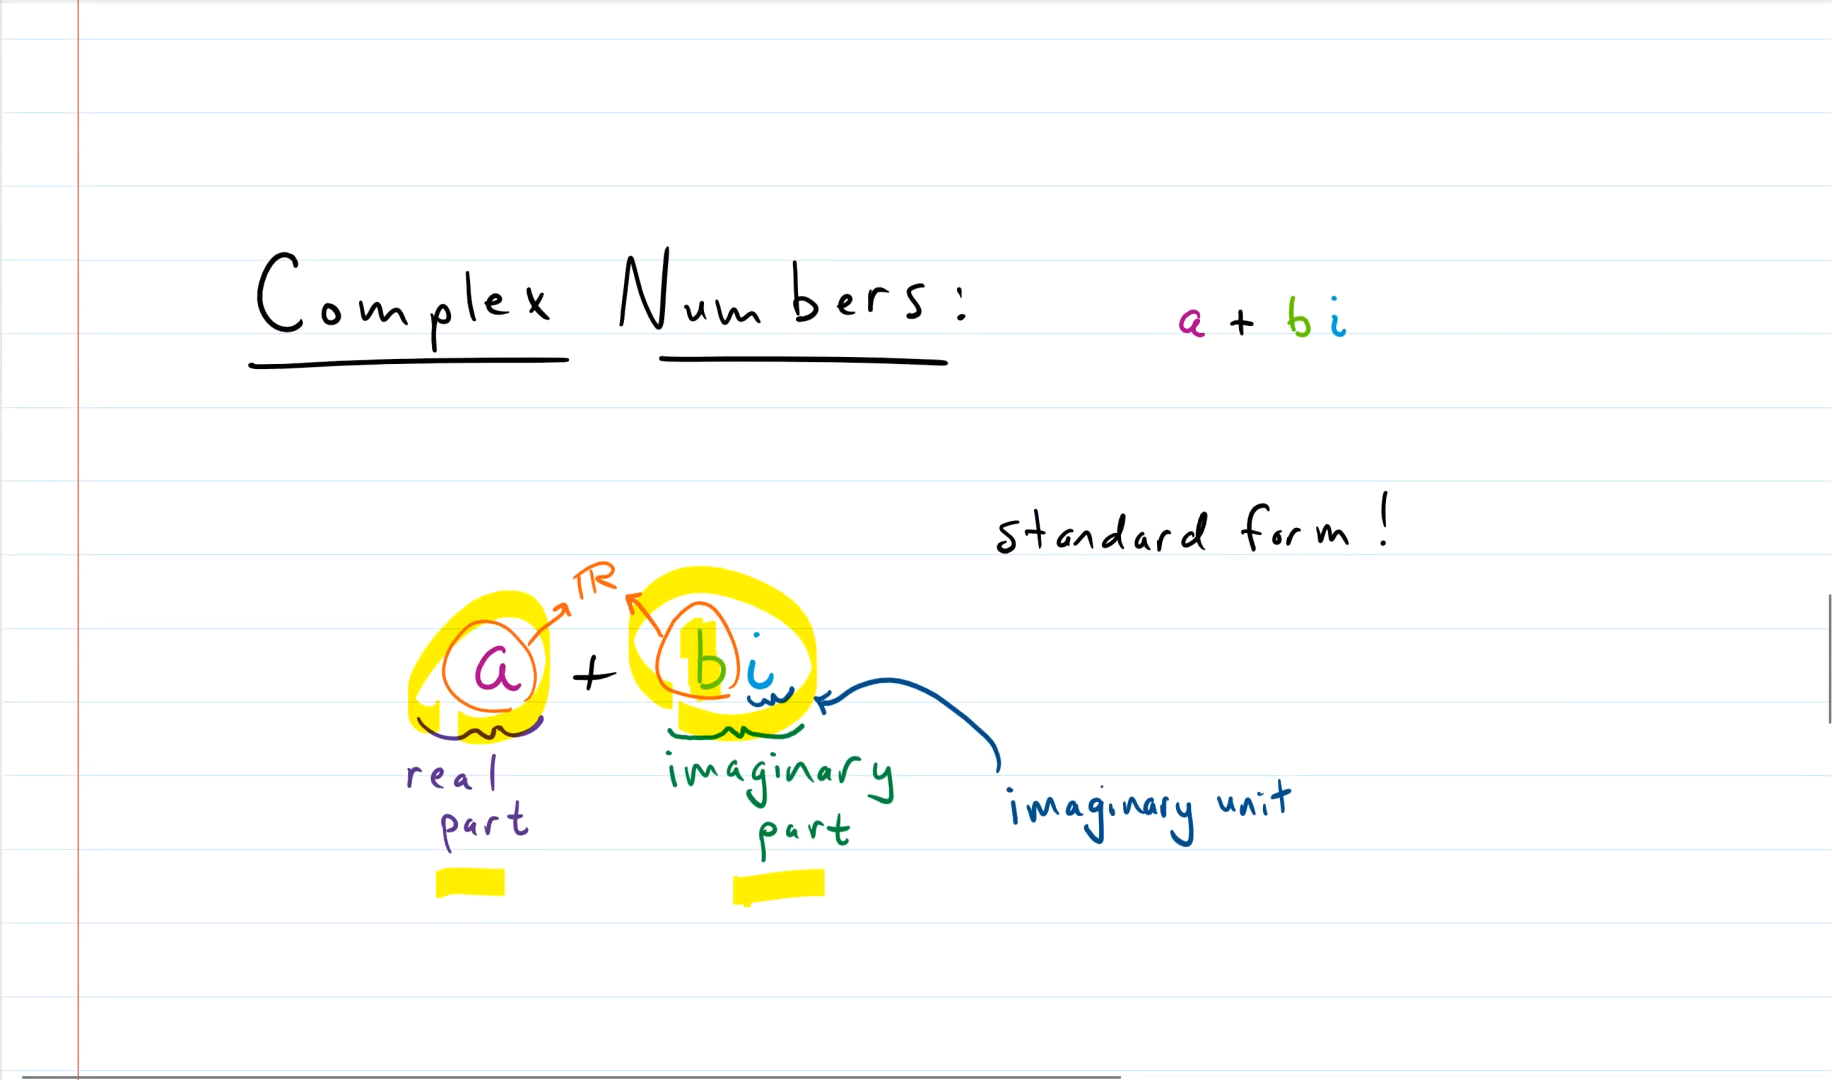 Complex Numbers: a + bi
standard form!
ℝ
a + bi
real imaginary
part part
imaginary unit